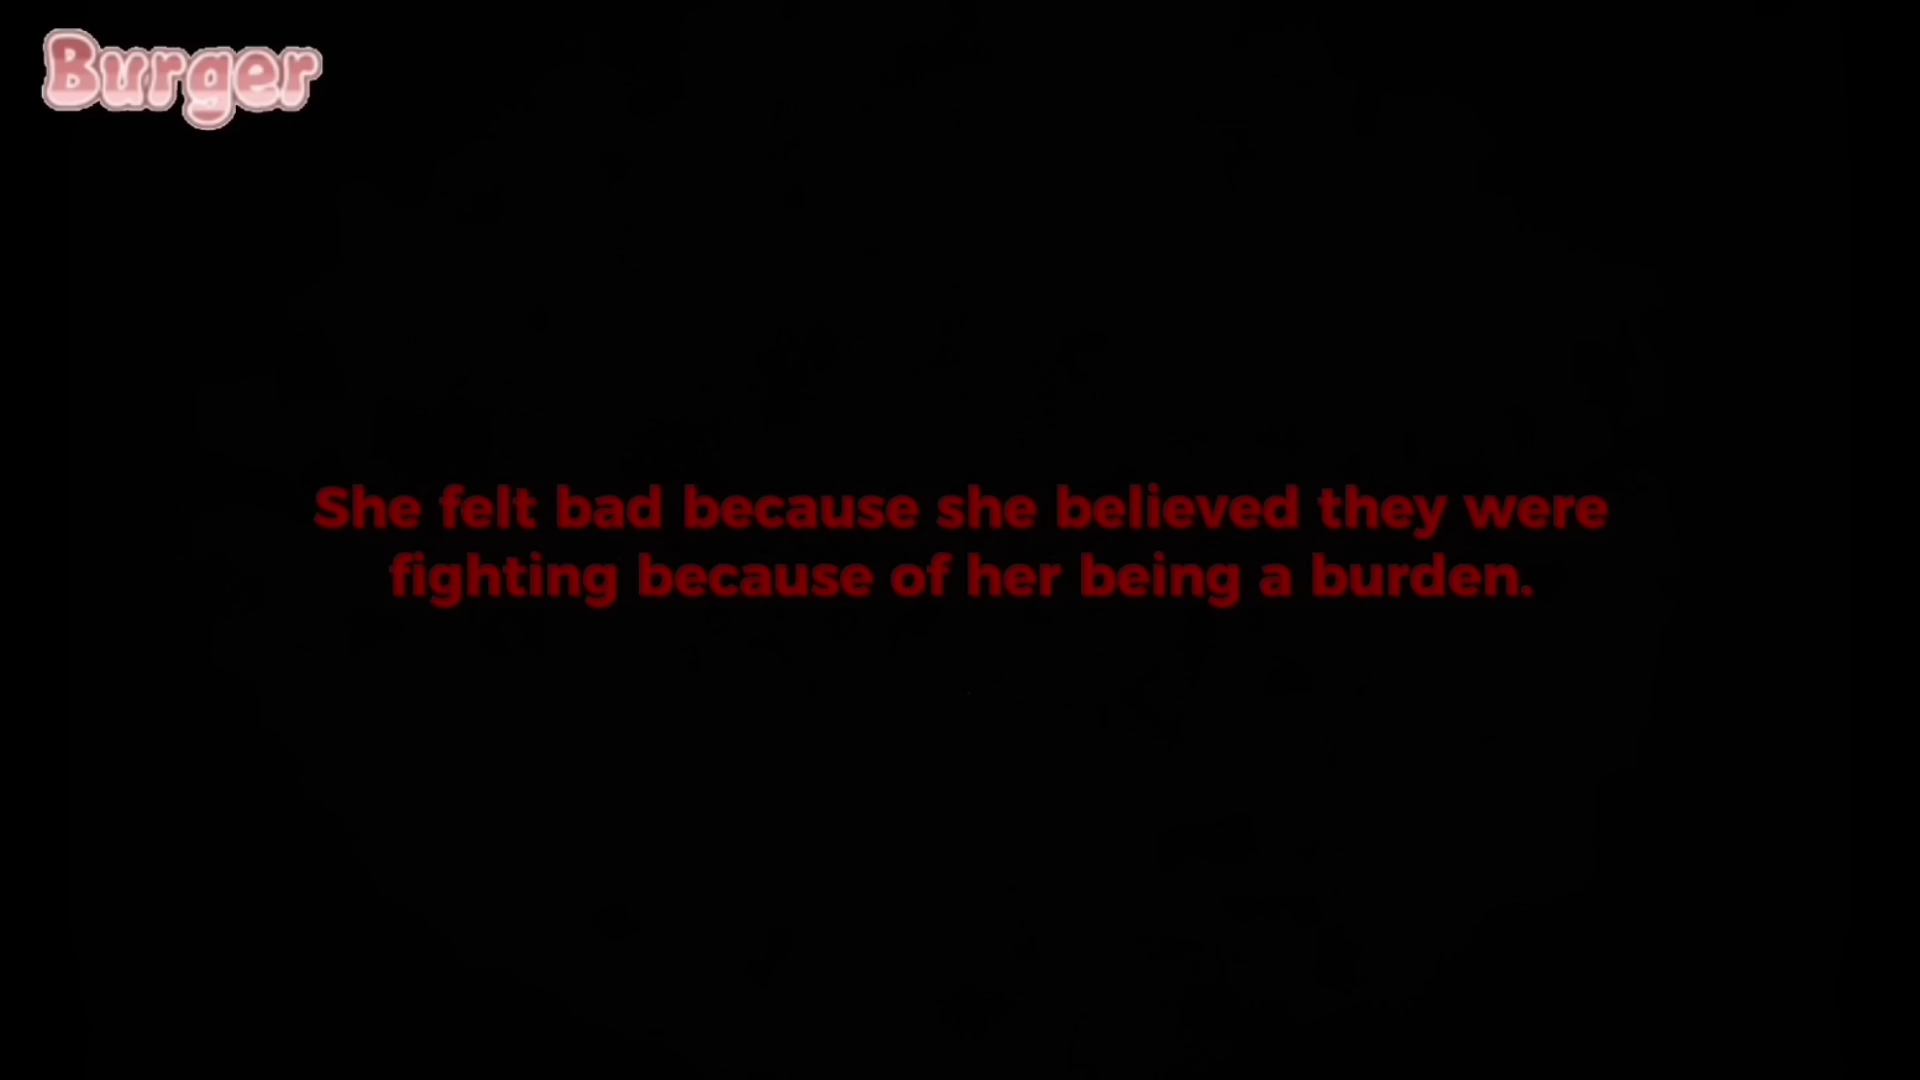 Burger
She felt bad because she believed they were
fighting because of her being a burden.